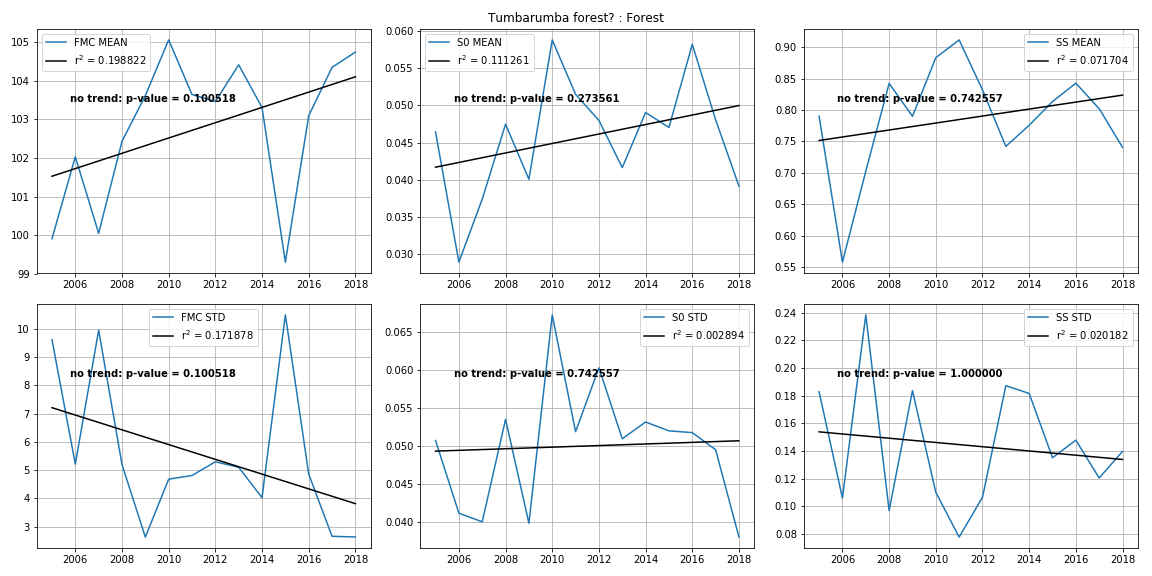 Tumbarumba forest? : Forest
FMC MEAN
r² = 0.198822
no trend: p-value = 0.100518
105
104
103
102
101
100
99
2006 2008 2010 2012 2014 2016 2018
S0 MEAN
r² = 0.111261
no trend: p-value = 0.273561
0.060
0.055
0.050
0.045
0.040
0.035
0.030
2006 2008 2010 2012 2014 2016 2018
SS MEAN
r² = 0.071704
no trend: p-value = 0.742557
0.90
0.85
0.80
0.75
0.70
0.65
0.60
0.55
2006 2008 2010 2012 2014 2016 2018
FMC STD
r² = 0.171878
no trend: p-value = 0.100518
10
9
8
7
6
5
4
3
2006 2008 2010 2012 2014 2016 2018
S0 STD
r² = 0.002894
no trend: p-value = 0.742557
0.065
0.060
0.055
0.050
0.045
0.040
2006 2008 2010 2012 2014 2016 2018
SS STD
r² = 0.020182
no trend: p-value = 1.000000
0.24
0.22
0.20
0.18
0.16
0.14
0.12
0.10
0.08
2006 2008 2010 2012 2014 2016 2018